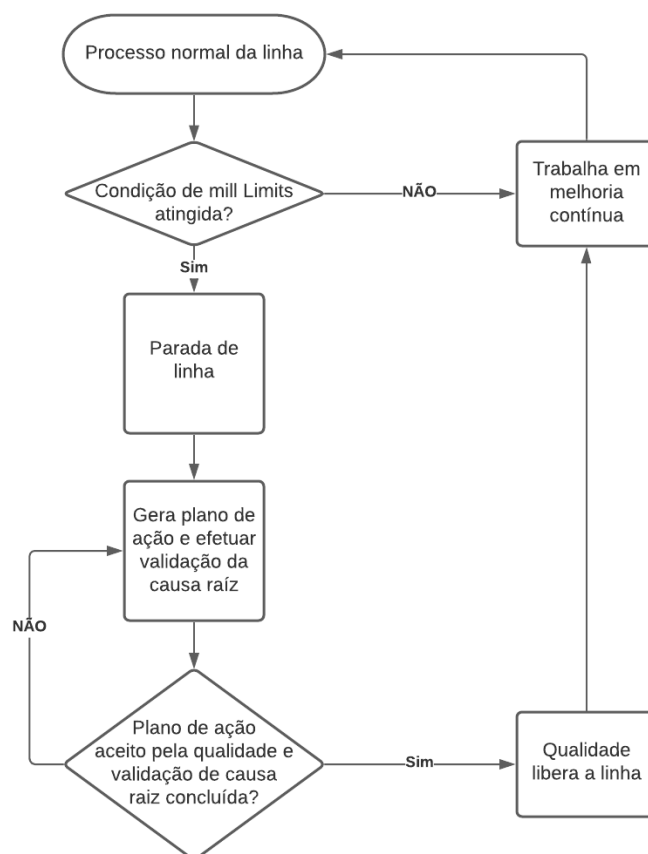 Processo normal da linha
Condição de mill Limits
atingida?
NÃO
Trabalha em
melhoria
contínua
Sim
Parada de
linha
Gera plano de
ação e efetuar
validação da
causa raíz
NÃO
Plano de ação
aceito pela qualidade e
validação de causa
raiz concluída?
Sim
Qualidade
libera a linha